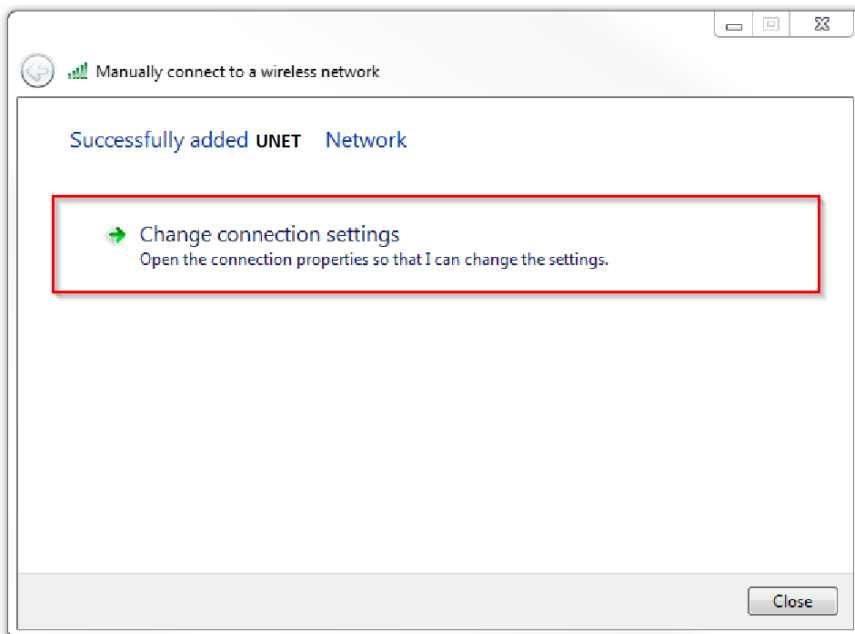 Manually connect to a wireless network
Successfully added UNET Network
Change connection settings
Open the connection properties so that I can change the settings.
Close